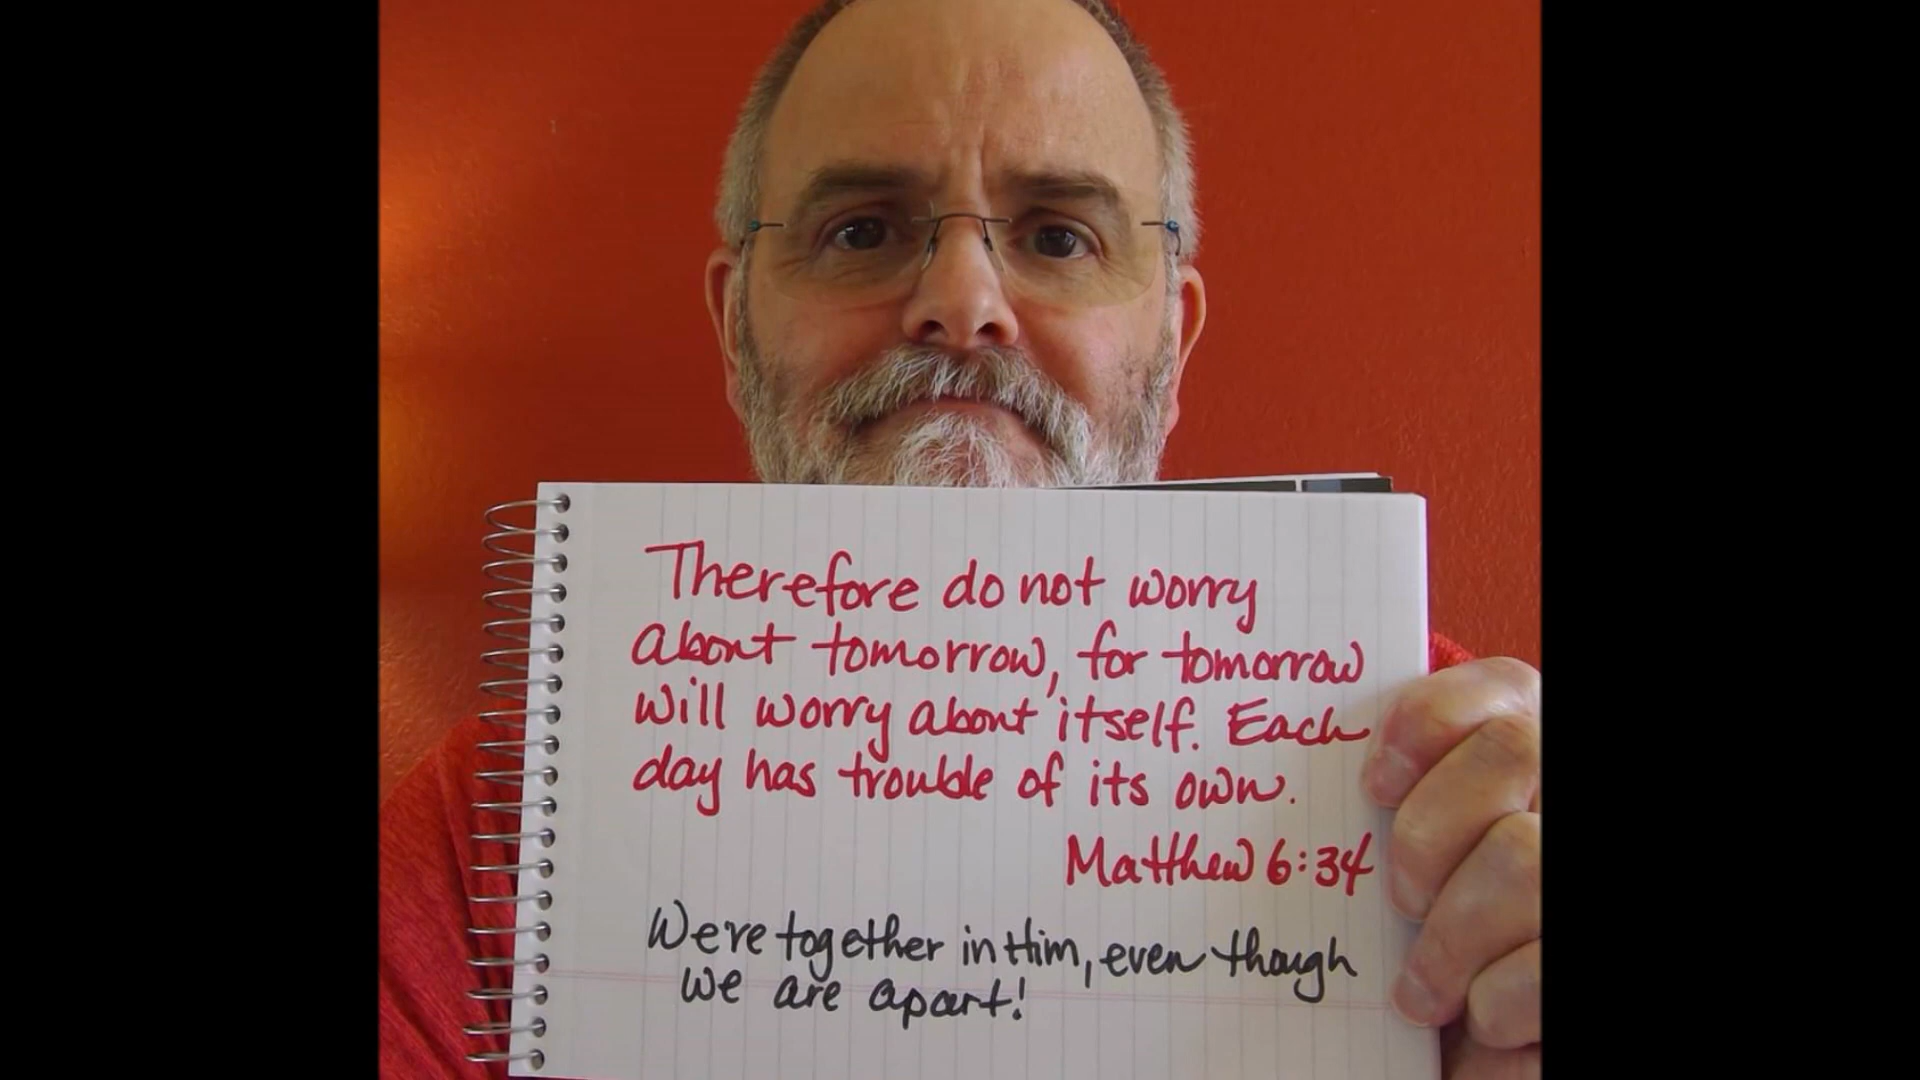 Therefore do not worry
about tomorrow, for tomorrow
will worry about itself. Each
day has trouble of its own.
Matthew 6:34
We're together in Him, even though
we are apart!